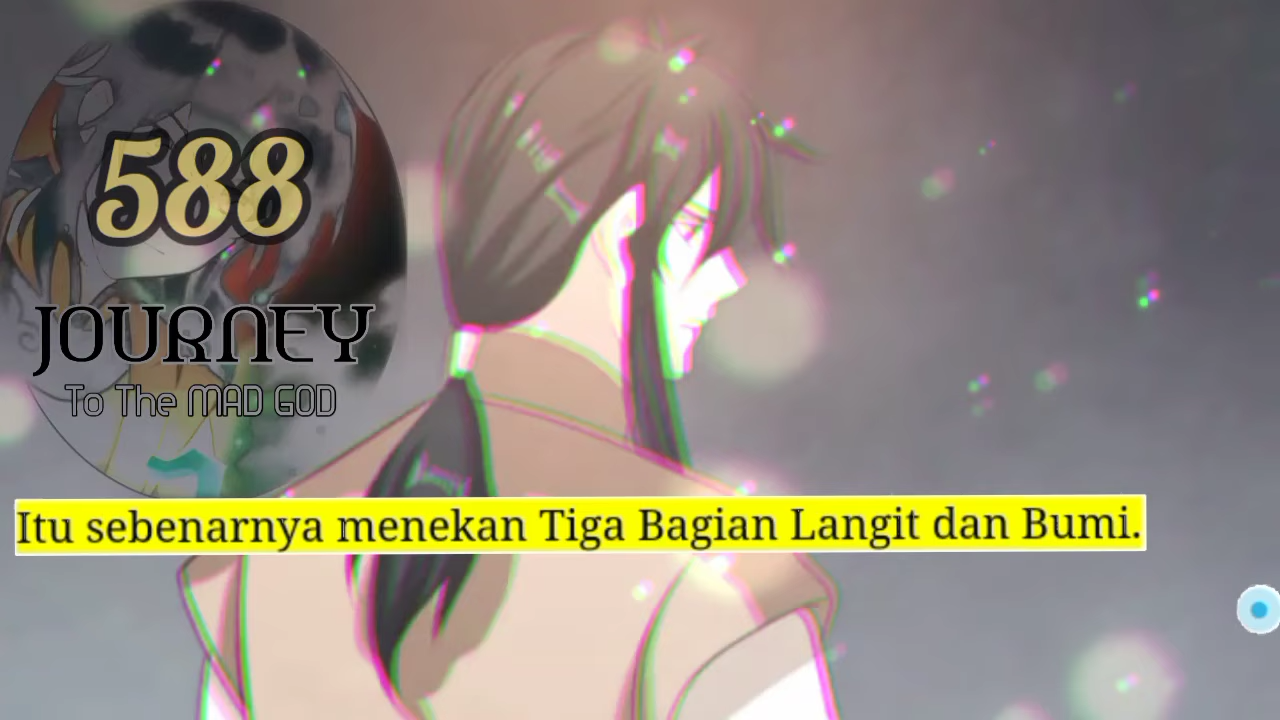 588
JOURNEY
To The MAD GOD
Itu sebenarnya menekan Tiga Bagian Langit dan Bumi.